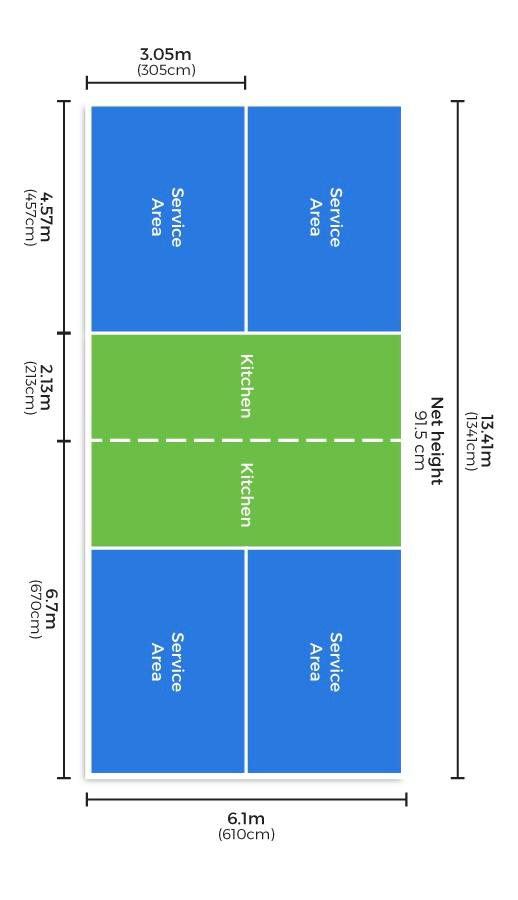 3.05m
(305cm)
Service
Area
Service
Area
4.57m
(457cm)
Kitchen
2.13m
(213cm)
Net height
91.5 cm
13.41m
(1341cm)
Kitchen
6.7m
(670cm)
Service
Area
Service
Area
6.1m
(610cm)